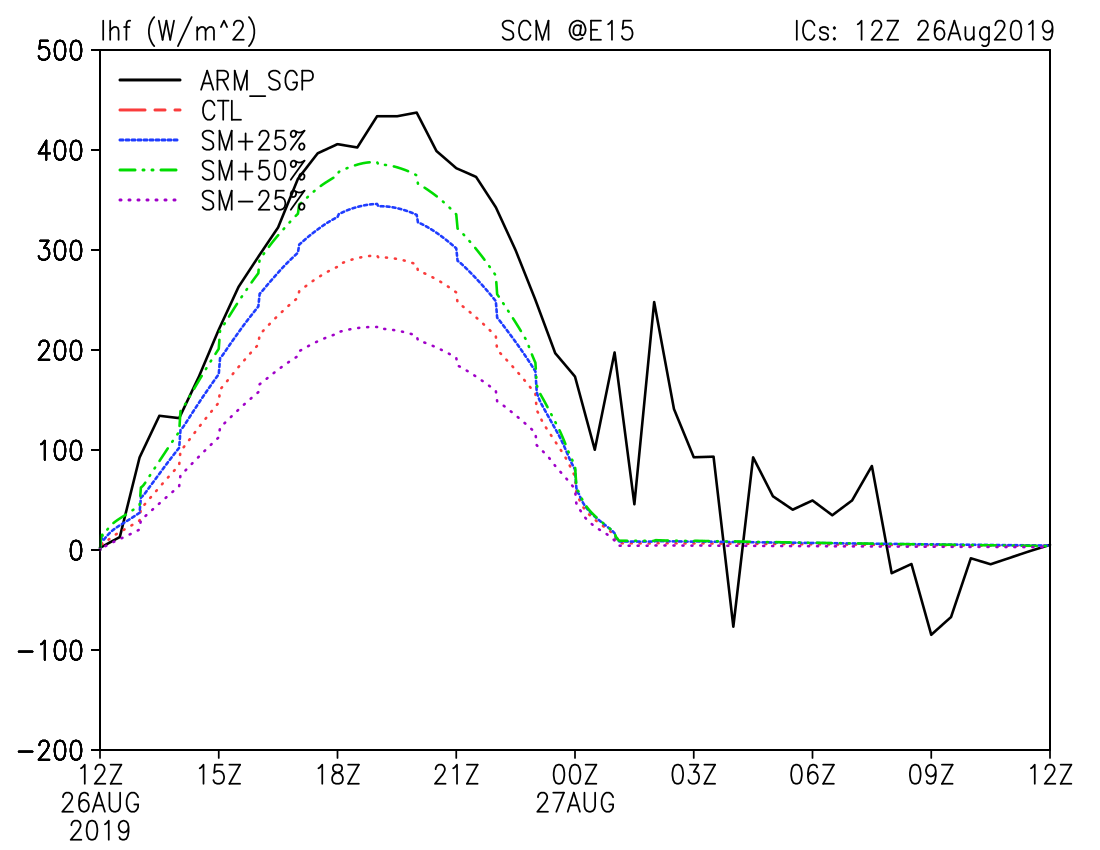 lhf (W/m^2) SCM @E15 ICs: 12Z 26Aug2019
500
ARM_SGP
CTL
400
SM+25%
SM+50%
SM-25%
300
200
100
0
-100
-200
12Z 15Z 18Z 21Z 00Z 03Z 06Z 09Z 12Z
26AUG 27AUG
2019